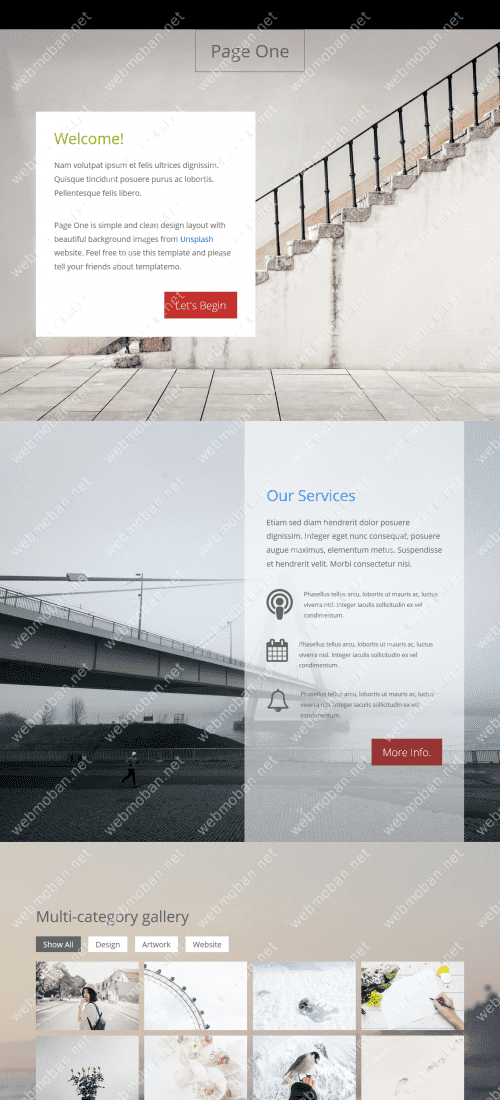 Page One
Welcome!
Nam volutpat ipsum et felis ultrices dignissim.
Quisque tincidunt posuere purus ac lobortis.
Pellentesque felis libero.
Page One is simple and clean design layout with
beautiful background images from Unsplash
website. Feel free to use this template and please
tell your friends about templatemo.
Let's Begin
Our Services
Etiam sed diam hendrerit dolor posuere
dignissim. Integer eget nunc consequat, posuere
augue maximus, elementum metus. Suspendisse
et hendrerit velit. Morbi consectetur nisi.
Phasellus tellus arcu, lobortis ut mauris ac, luctus
viverra nisl. Integer iaculis sollicitudin ex vel
condimentum.
Phasellus tellus arcu, lobortis ut mauris ac, luctus
viverra nisl. Integer iaculis sollicitudin ex vel
condimentum.
Phasellus tellus arcu, lobortis ut mauris ac, luctus
viverra nisl. Integer iaculis sollicitudin ex vel
condimentum.
More Info.
Multi-category gallery
Show All Design Artwork Website
webmoban.net